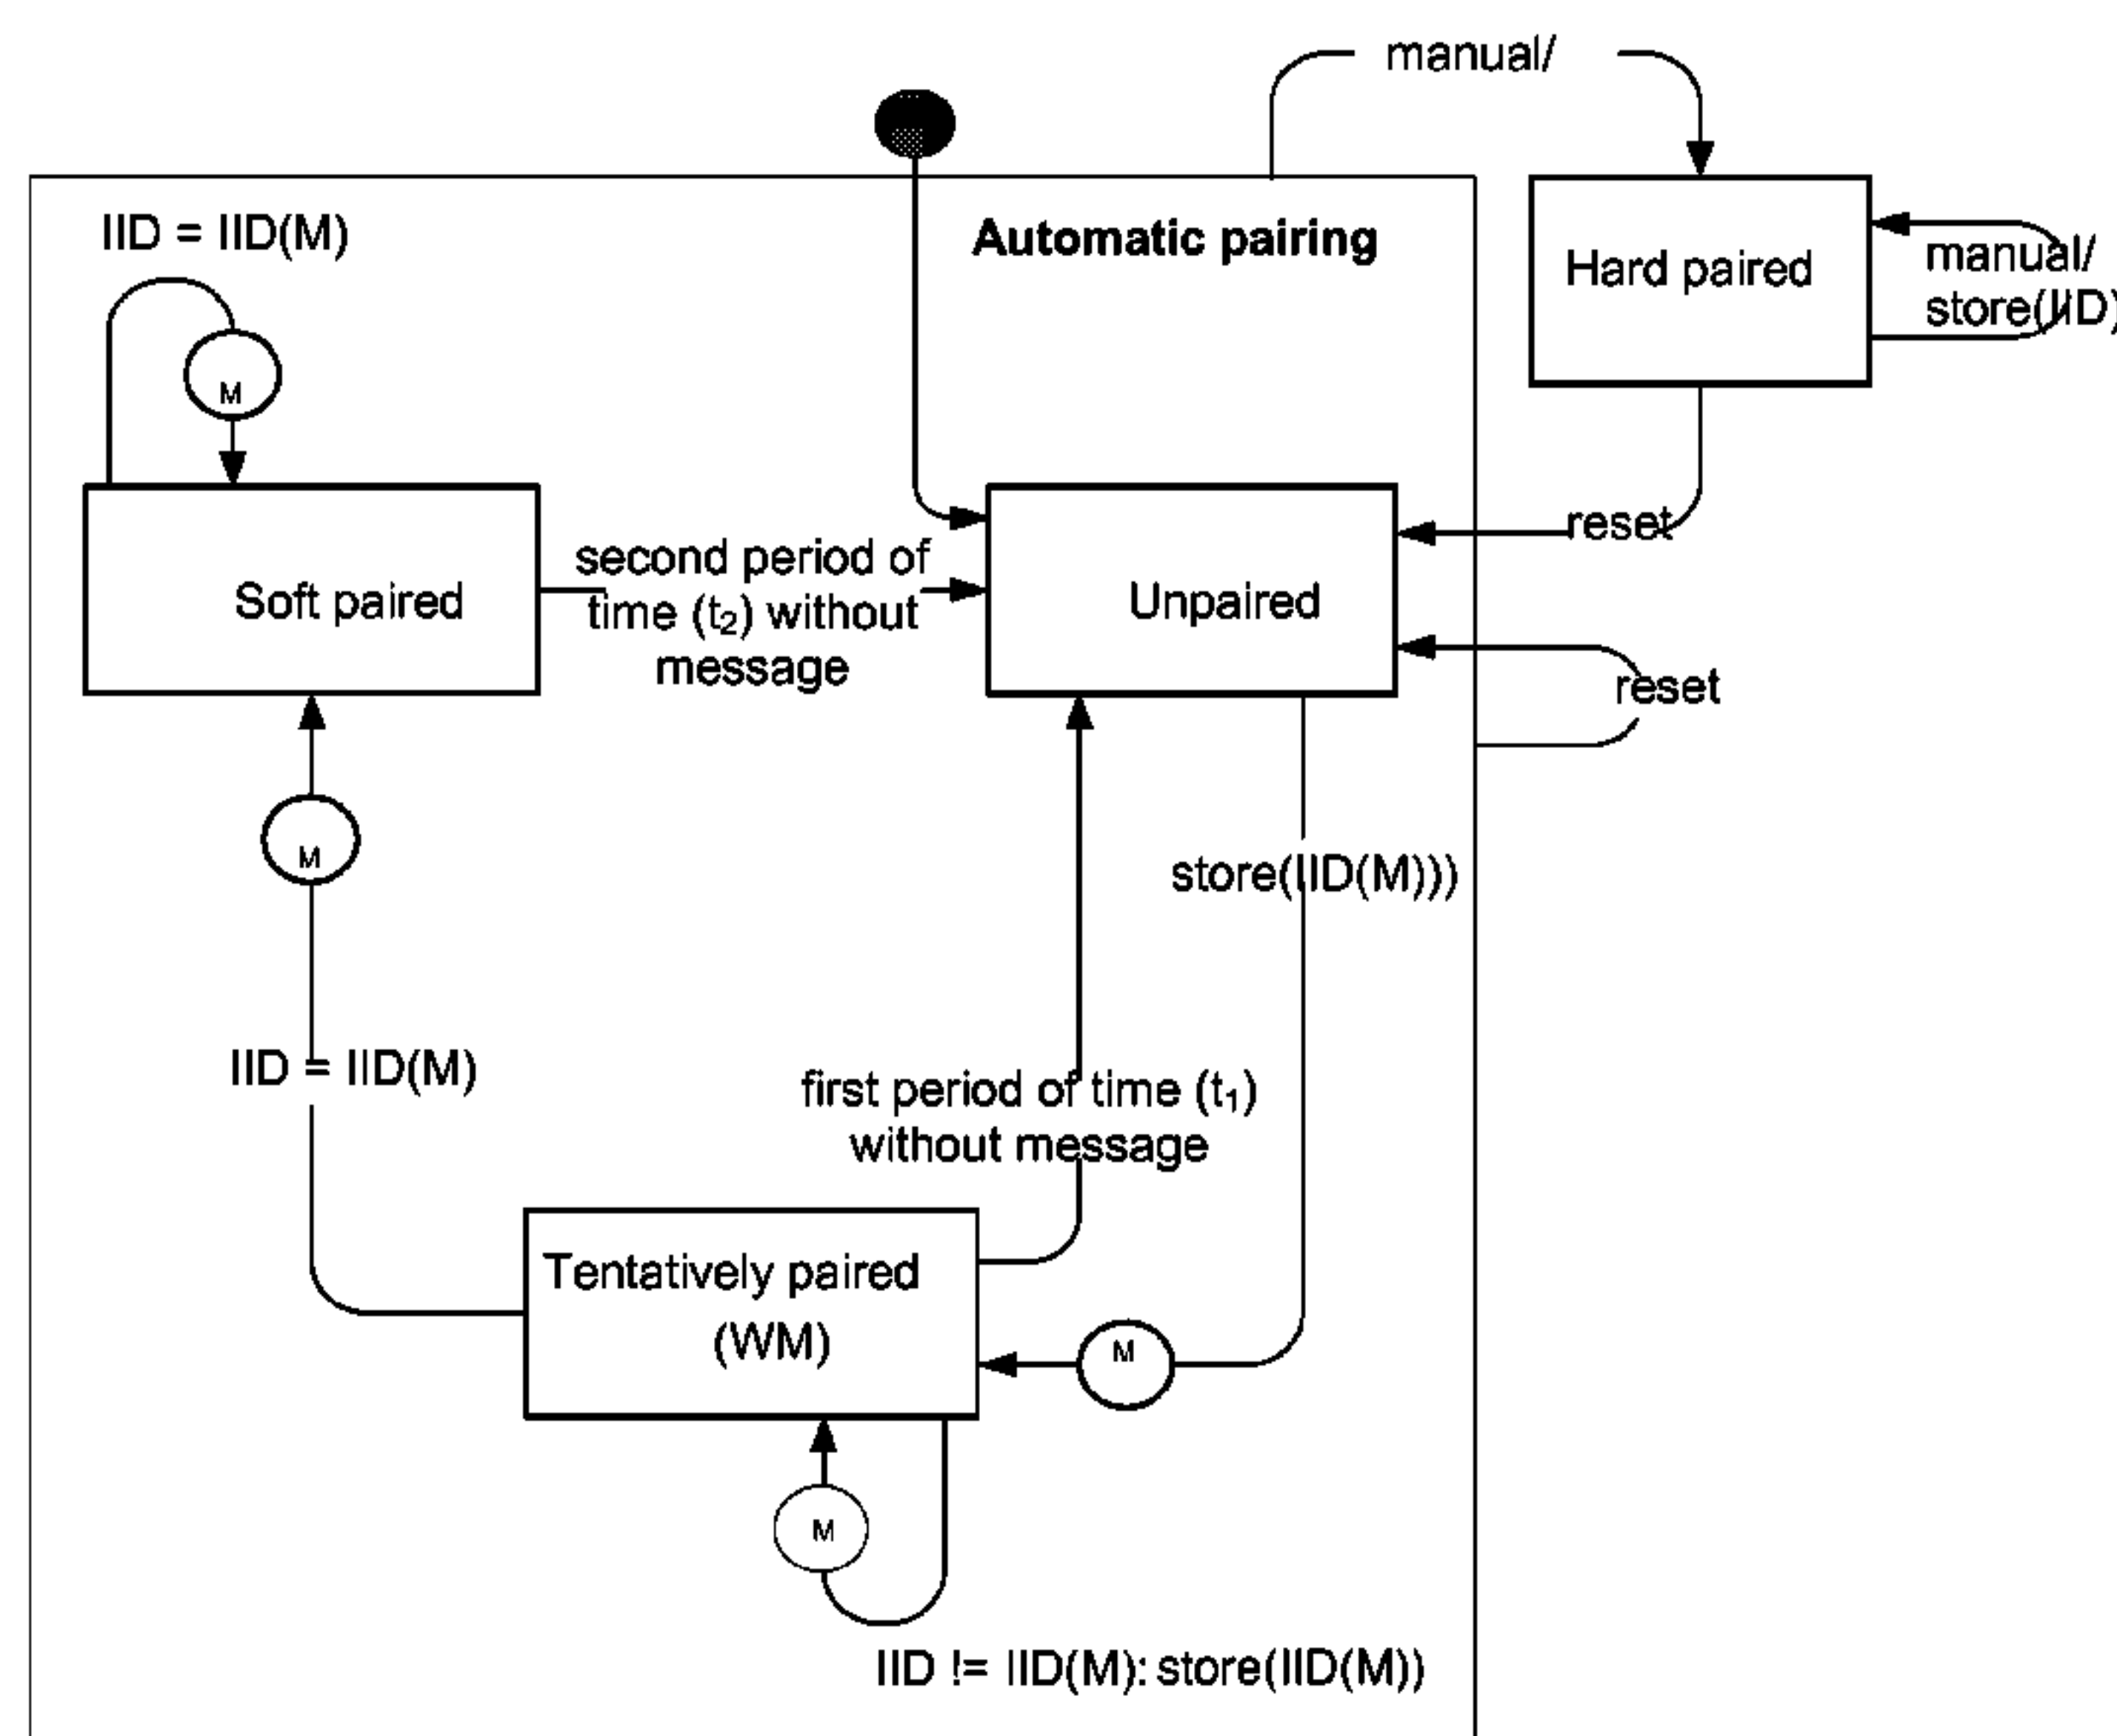 manual/
IID = IID(M)
Automatic pairing
Hard paired
manual/
store(IID)
M
reset
second period of
time (t₂) without
message
Soft paired
Unpaired
reset
M
store(IID(M)))
IID = IID(M)
first period of time (t₁)
without message
Tentatively paired
(WM)
M
M
IID != IID(M): store(IID(M))